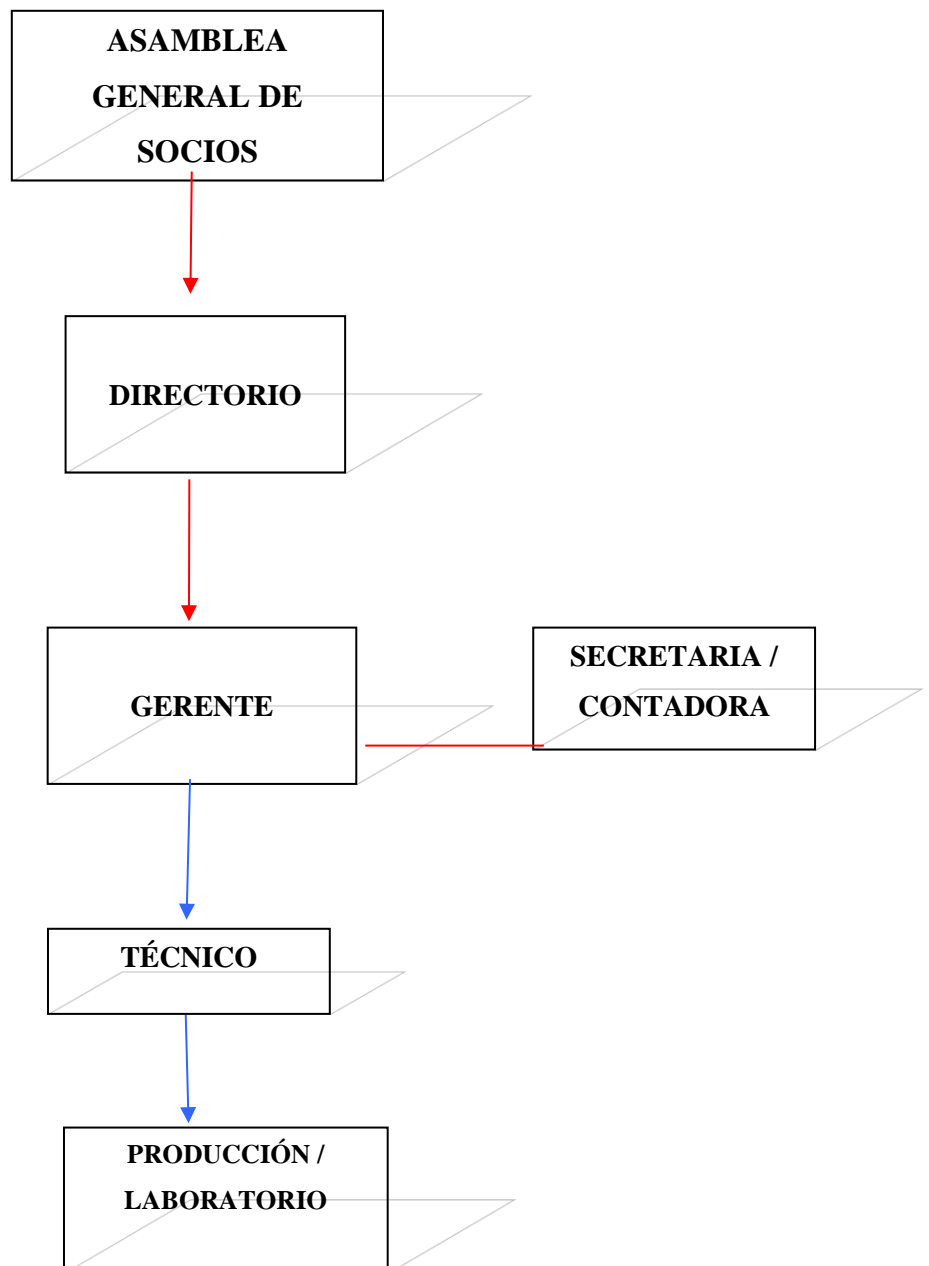 ASAMBLEA
GENERAL DE
SOCIOS
DIRECTORIO
GERENTE
SECRETARIA /
CONTADORA
TÉCNICO
PRODUCCIÓN /
LABORATORIO